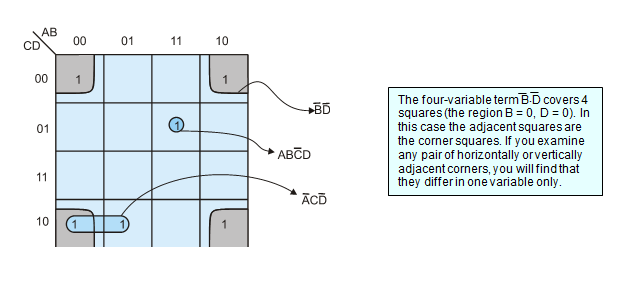 AB
CD
00 01 11 10
00 1 1
B̅D̅
01 1
ABC̅D
11
A̅CD̅
10 1 1 1
The four-variable term B̅·D̅ covers 4
squares (the region B = 0, D = 0). In
this case the adjacent squares are
the corner squares. If you examine
any pair of horizontally or vertically
adjacent corners, you will find that
they differ in one variable only.